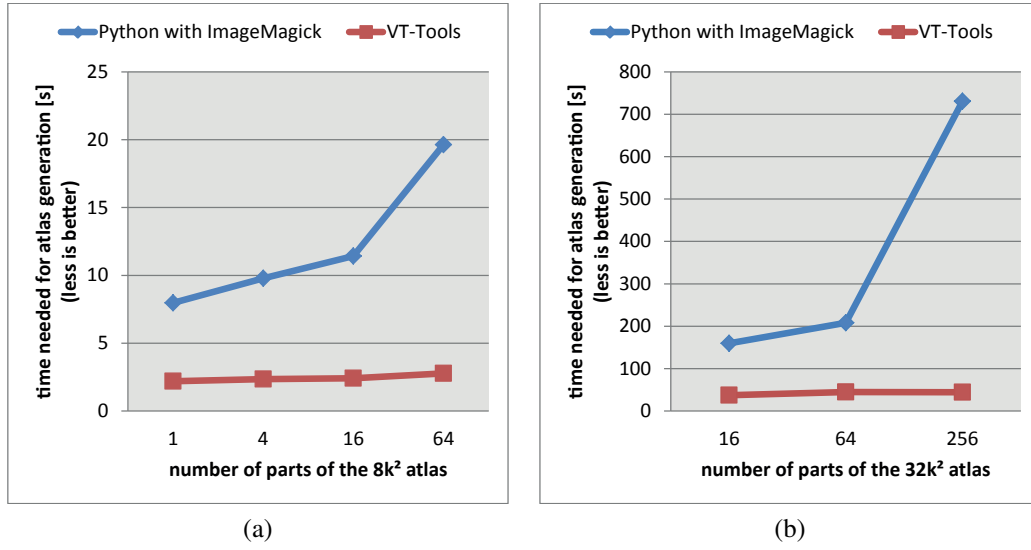 Python with ImageMagick VT-Tools
time needed for atlas generation [s]
(less is better)
25
20
15
10
5
0
1 4 16 64
number of parts of the 8k² atlas
(a)
Python with ImageMagick VT-Tools
time needed for atlas generation [s]
(less is better)
800
700
600
500
400
300
200
100
0
16 64 256
number of parts of the 32k² atlas
(b)